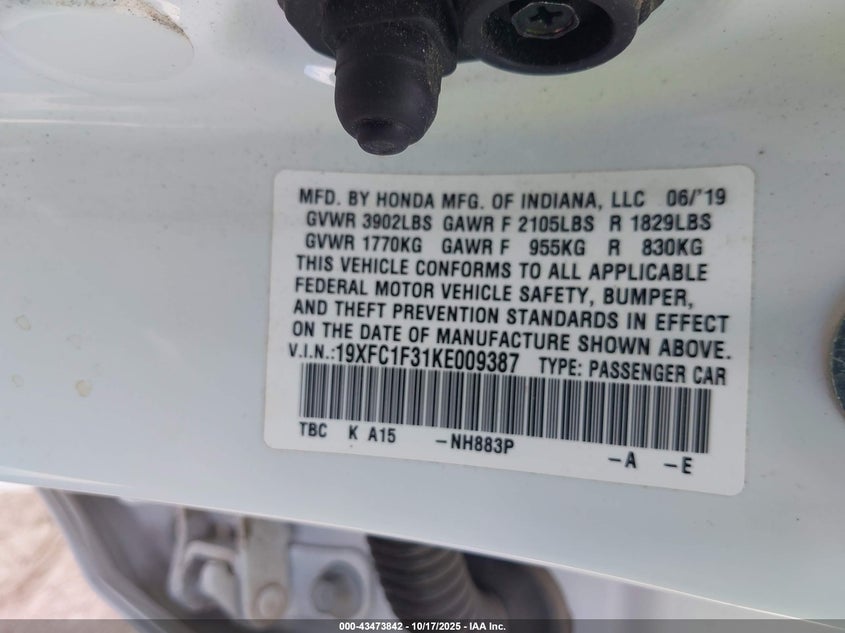 MFD. BY HONDA MFG. OF INDIANA, LLC 06/'19
GVWR 3902LBS GAWR F 2105LBS R 1829LBS
GVWR 1770KG GAWR F 955KG R 830KG
THIS VEHICLE CONFORMS TO ALL APPLICABLE
FEDERAL MOTOR VEHICLE SAFETY, BUMPER,
AND THEFT PREVENTION STANDARDS IN EFFECT
ON THE DATE OF MANUFACTURE SHOWN ABOVE.
V.I.N.:19XFC1F31KE009387 TYPE: PASSENGER CAR
TBC K A15 -NH883P -A -E
000-43473842 - 10/17/2025 - IAA Inc.